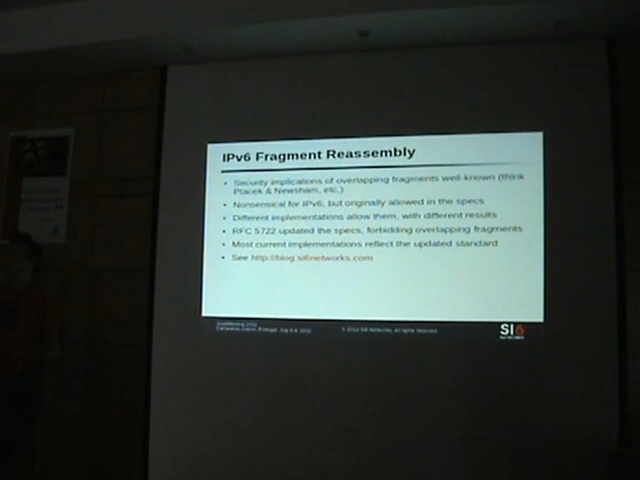 IPv6 Fragment Reassembly
• Security implications of overlapping fragments well-known (think
Ptacek & Newsham, etc,)
• Nonsensical for IPv6, but originally allowed in the specs
• Different implementations allow them, with different results
• RFC 5722 updated the specs, forbidding overlapping fragments
• Most current implementations reflect the updated standard
• See http://blog.si6networks.com
© 2012 SI6 Networks. All rights reserved
SI6
NETWORKS